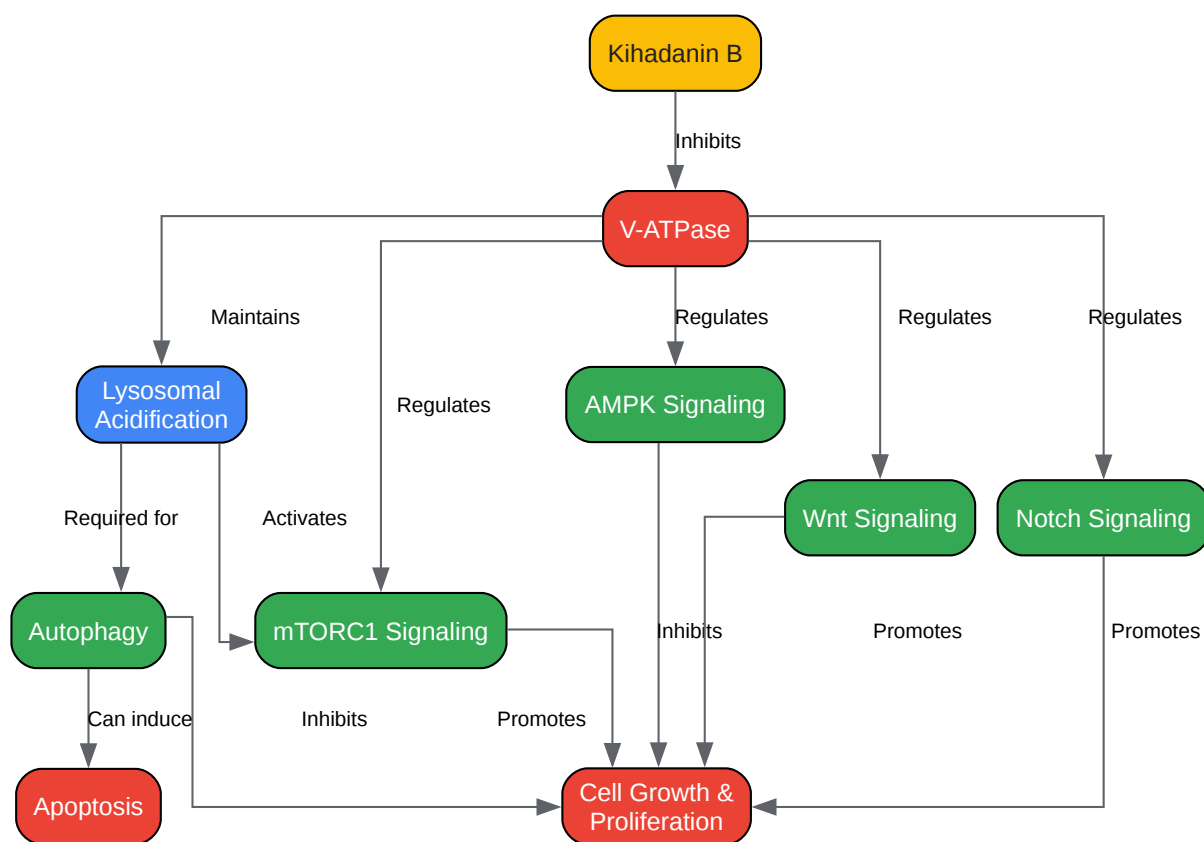 Kihadanin B
Inhibits
V-ATPase
Maintains
Regulates
Regulates
Regulates
Lysosomal
Acidification
Regulates
AMPK Signaling
Required for
Activates
Wnt Signaling
Notch Signaling
Autophagy
mTORC1 Signaling
Inhibits
Promotes
Promotes
Can induce
Inhibits
Promotes
Apoptosis
Cell Growth &
Proliferation